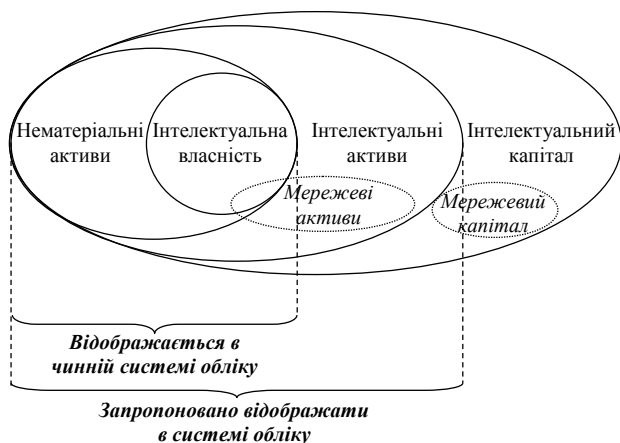 Нематеріальні активи
Інтелектуальна власність
Інтелектуальні активи
Інтелектуальний капітал
Мережеві активи
Мережевий капітал
Відображається в
чинній системі обліку
Запропоновано відображати
в системі обліку